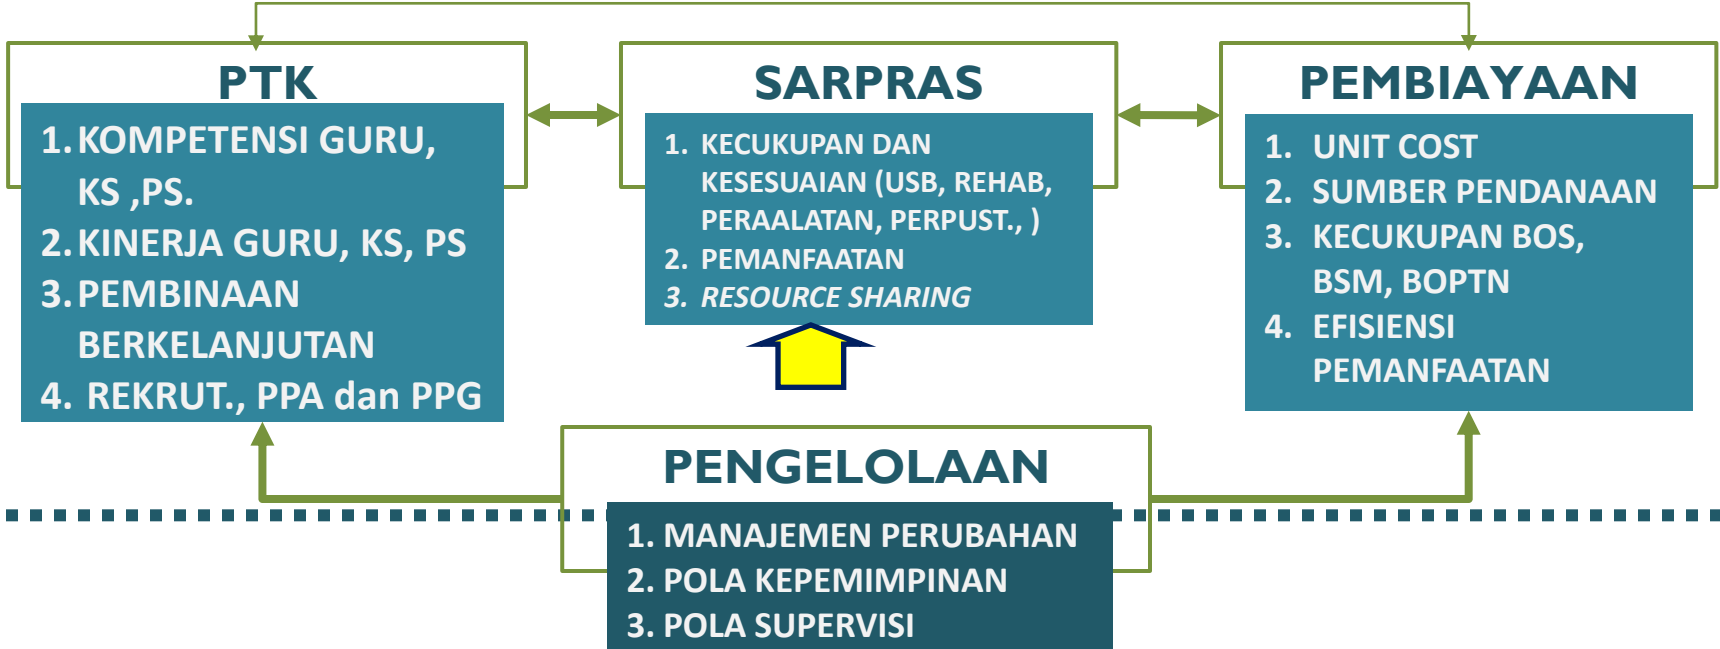 PTK
1. KOMPETENSI GURU,
KS ,PS.
2. KINERJA GURU, KS, PS
3. PEMBINAAN
BERKELANJUTAN
4. REKRUT., PPA dan PPG
SARPRAS
1. KECUKUPAN DAN
KESESUAIAN (USB, REHAB,
PERAALATAN, PERPUST., )
2. PEMANFAATAN
3. RESOURCE SHARING
PEMBIAYAAN
1. UNIT COST
2. SUMBER PENDANAAN
3. KECUKUPAN BOS,
BSM, BOPTN
4. EFISIENSI
PEMANFAATAN
PENGELOLAAN
1. MANAJEMEN PERUBAHAN
2. POLA KEPEMIMPINAN
3. POLA SUPERVISI